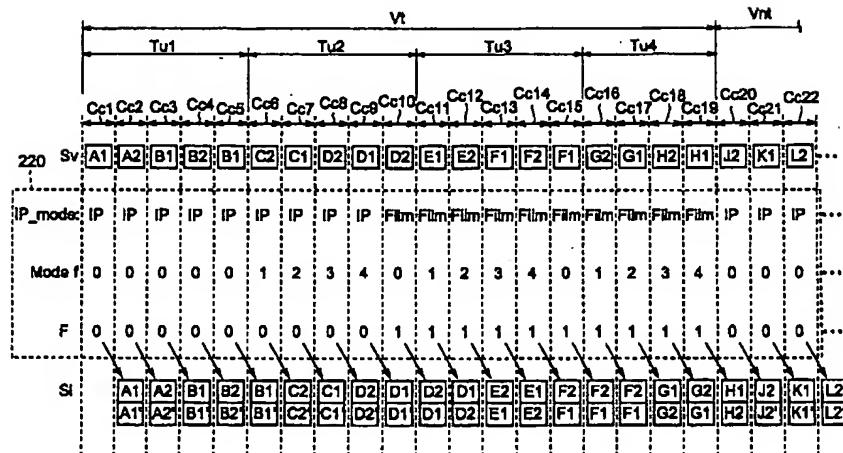 Vt Vnt
Tu1 Tu2 Tu3 Tu4
Cc1 Cc2 Cc3 Cc4 Cc5 Cc6 Cc7 Cc8 Cc9 Cc10 Cc11 Cc12 Cc13 Cc14 Cc15 Cc16 Cc17 Cc18 Cc19 Cc20 Cc21 Cc22
220
Sv A1 A2 B1 B2 B1 C2 C1 D2 D1 D2 E1 E2 F1 F2 F1 G2 G1 H2 H1 J2 K1 L2 ...
IP_mode: IP IP IP IP IP IP IP IP IP Film Film Film Film Film Film Film Film Film Film IP IP IP ...
Mode f 0 0 0 0 0 1 2 3 4 0 1 2 3 4 0 1 2 3 4 0 0 0 ...
F 0 0 0 0 0 0 0 0 0 1 1 1 1 1 1 1 1 1 1 0 0 0 ...
SI A1 A2 B1 B2 B1 C2 C1 D2 D1 D2 D1 E2 E1 F2 F2 F2 G1 G2 H1 J2 K1 L2
A1' A2' B1' B2' B1' C2' C1' D2' D1' D1 D2 E1 E2 F1 F1 F1 G2 G1 H2 J2' K1' L2'